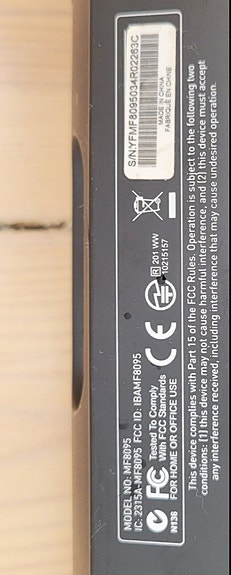 MODEL NO: MF8095
IC: 2315A-MF8095 FCC ID: IBAMF8095
FC Tested To Comply
With FCC Standards
FOR HOME OR OFFICE USE
N136
CE
R 201 WW
10215157
S/N:YFMF8095034R02263C
MADE IN CHINA
FABRIQUÉ EN CHINE
This device complies with Part 15 of the FCC Rules. Operation is subject to the following two
conditions: [1] this device may not cause harmful interference, and [2] this device must accept
any interference received, including interference that may cause undesired operation.